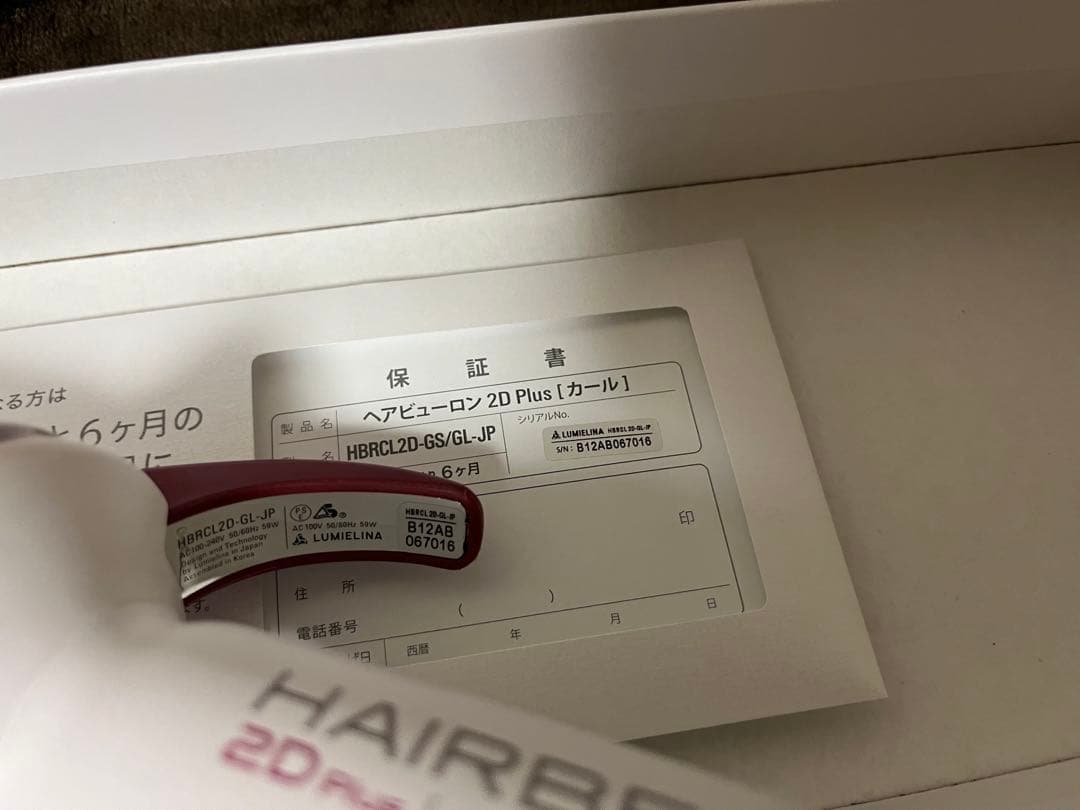 保 証 書
製品名
ヘアビューロン 2D Plus [ カール ]
HBRCL2D-GS/GL-JP
シリアルNo.
LUMIELINA HBRCL2D-GL-JP
S/N : B12AB067016
6ヶ月
印
住 所
( )
電話番号
西暦 年 月 日
なる方は
6ヶ月の
HBRCL2D-GL-JP
AC100-240V 50/60Hz 59W
Design and Technology
by Lumielina in Japan
Assembled in Korea
PS
E
AC100V 50/60Hz 59W
LUMIELINA
HBRCL2D-GL-JP
B12AB
067016
HAIRBE
2D PLUS